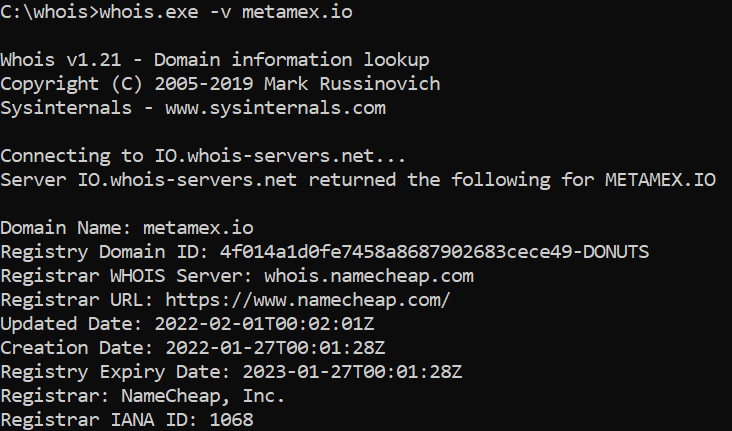 C:\whois>whois.exe -v metamex.io
Whois v1.21 - Domain information lookup
Copyright (C) 2005-2019 Mark Russinovich
Sysinternals - www.sysinternals.com
Connecting to IO.whois-servers.net...
Server IO.whois-servers.net returned the following for METAMEX.IO
Domain Name: metamex.io
Registry Domain ID: 4f014a1d0fe7458a8687902683cece49-DONUTS
Registrar WHOIS Server: whois.namecheap.com
Registrar URL: https://www.namecheap.com/
Updated Date: 2022-02-01T00:02:01Z
Creation Date: 2022-01-27T00:01:28Z
Registry Expiry Date: 2023-01-27T00:01:28Z
Registrar: NameCheap, Inc.
Registrar IANA ID: 1068